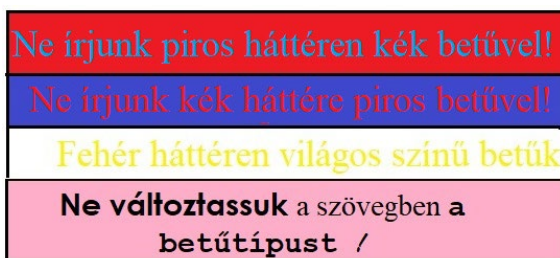 Ne írjunk piros háttéren kék betűvel!
Ne írjunk kék háttére piros betűvel!
Fehér háttéren világos színű betűk
Ne változtassuk a szövegben a
betűtípust !